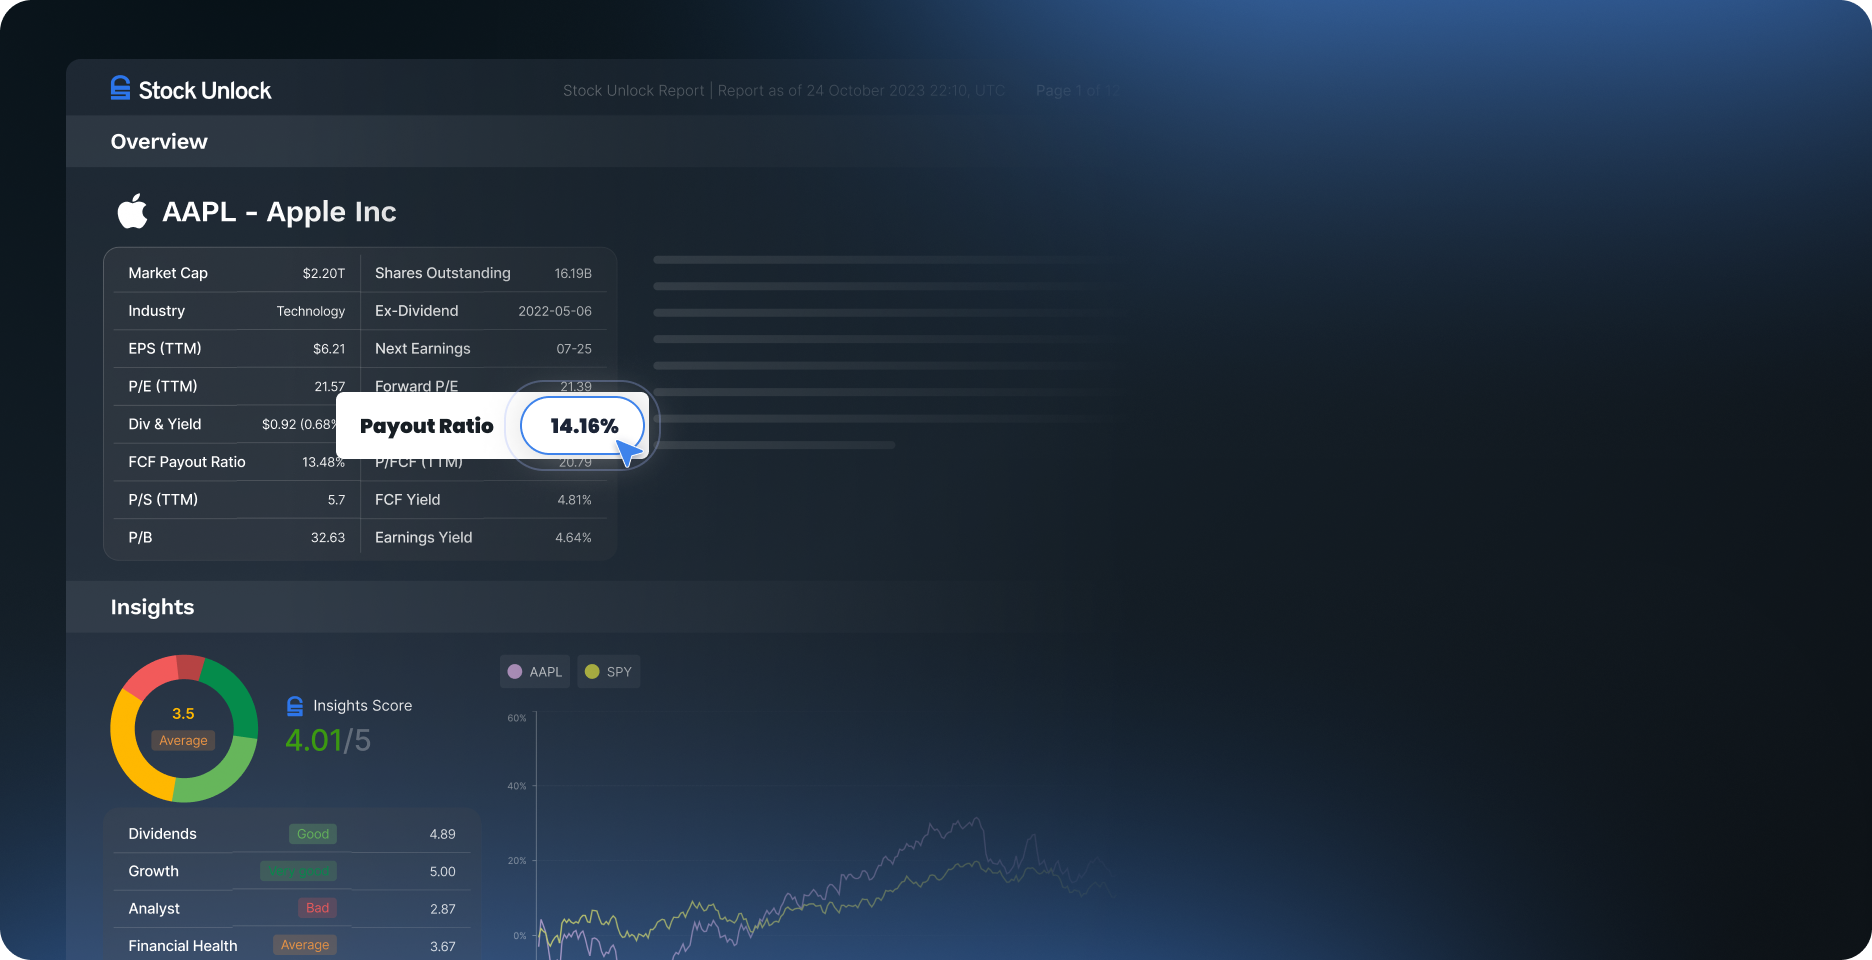 Stock Unlock
Stock Unlock Report | Report as of 24 October 2023 22:10, UTC Page 1 of 12
Overview
AAPL - Apple Inc
Market Cap $2.20T Shares Outstanding 16.19B
Industry Technology Ex-Dividend 2022-05-06
EPS (TTM) $6.21 Next Earnings 07-25
P/E (TTM) 21.57 Forward P/E 21.39
Div & Yield $0.92 (0.68% Payout Ratio 14.16%
FCF Payout Ratio 13.48% P/FCF (TTM) 20.79
P/S (TTM) 5.7 FCF Yield 4.81%
P/B 32.63 Earnings Yield 4.64%
Insights
3.5
Average
Insights Score
4.01/5
AAPL SPY
60%
40%
20%
0%
Dividends Good 4.89
Growth Very good 5.00
Analyst Bad 2.87
Financial Health Average 3.67